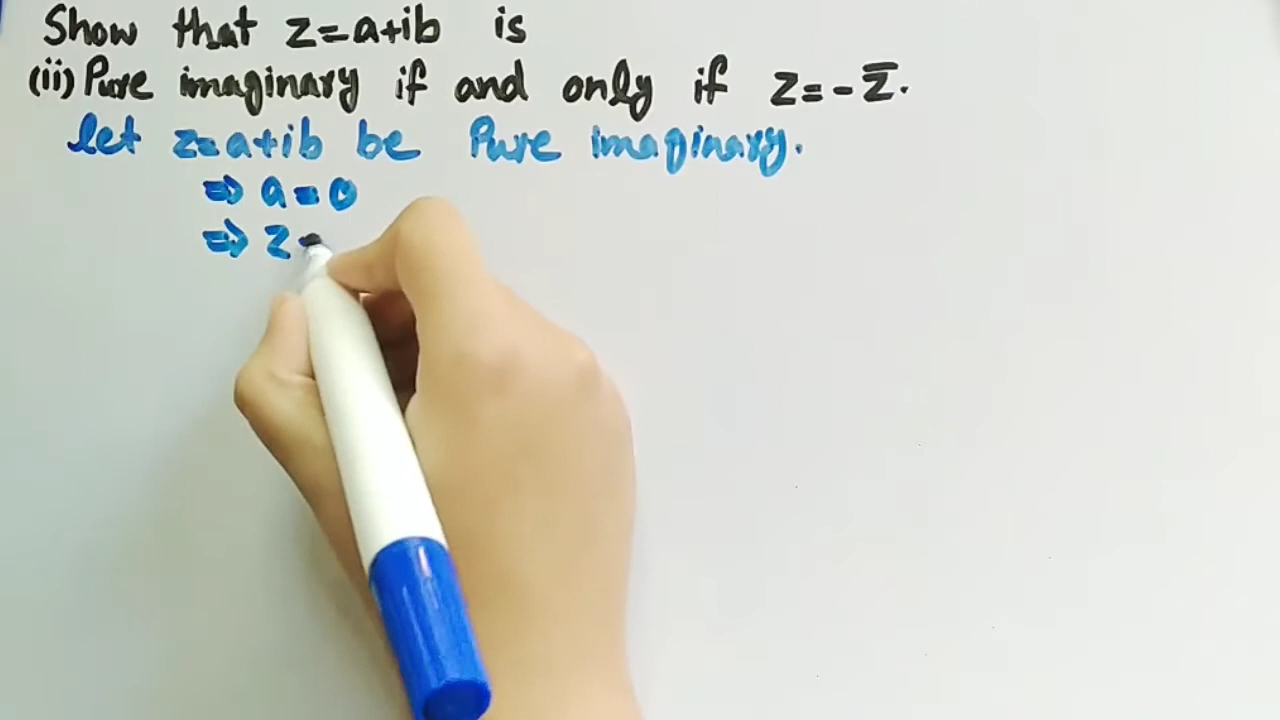 Show that z=a+ib is
(ii) Pure imaginary if and only if z=-z̅.
let z=a+ib be Pure imaginary.
⇒ a=0
⇒ z=